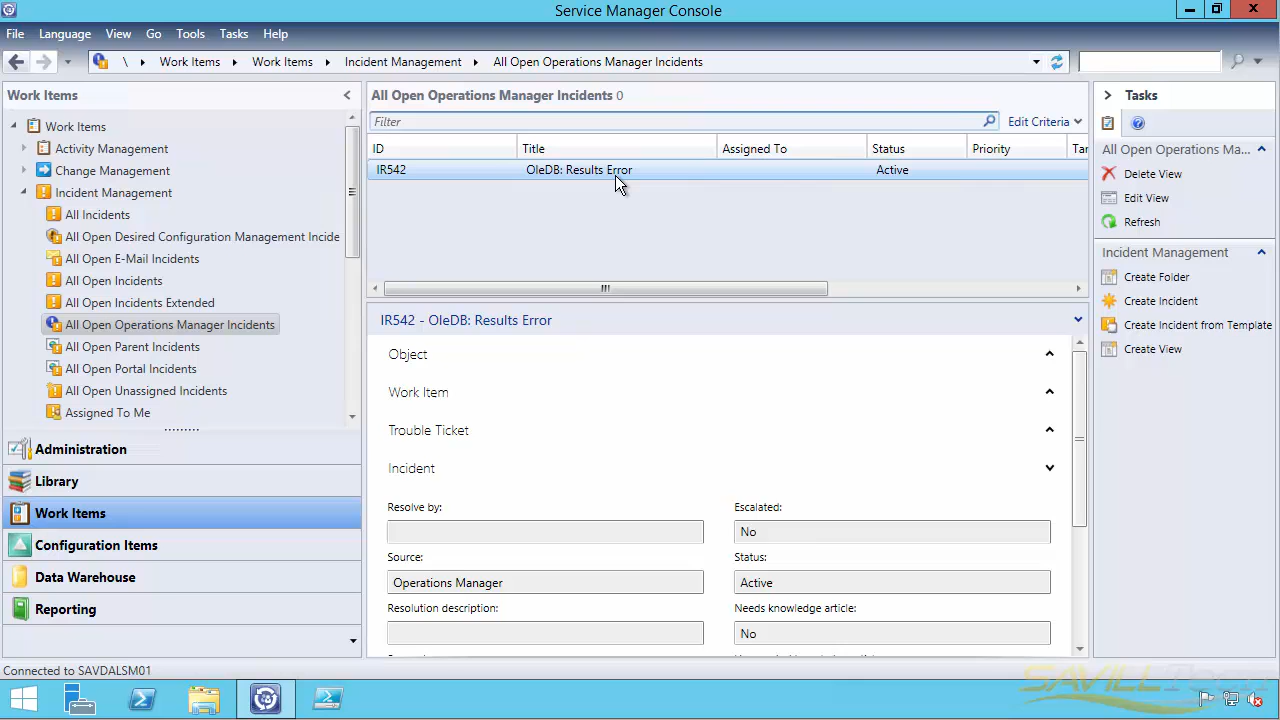 Service Manager Console
File Language View Go Tools Tasks Help
\ Work Items Work Items Incident Management All Open Operations Manager Incidents
Work Items
Work Items
Activity Management
Change Management
Incident Management
All Incidents
All Open Desired Configuration Management Incide
All Open E-Mail Incidents
All Open Incidents
All Open Incidents Extended
All Open Operations Manager Incidents
All Open Parent Incidents
All Open Portal Incidents
All Open Unassigned Incidents
Assigned To Me
Administration
Library
Work Items
Configuration Items
Data Warehouse
Reporting
All Open Operations Manager Incidents 0
Filter Edit Criteria
ID Title Assigned To Status Priority Tar
IR542 OleDB: Results Error Active
IR542 - OleDB: Results Error
Object
Work Item
Trouble Ticket
Incident
Resolve by: Escalated:
No
Source: Status:
Operations Manager Active
Resolution description: Needs knowledge article:
No
Tasks
All Open Operations Ma...
Delete View
Edit View
Refresh
Incident Management
Create Folder
Create Incident
Create Incident from Template
Create View
Connected to SAVDALSM01
SAVILLTech